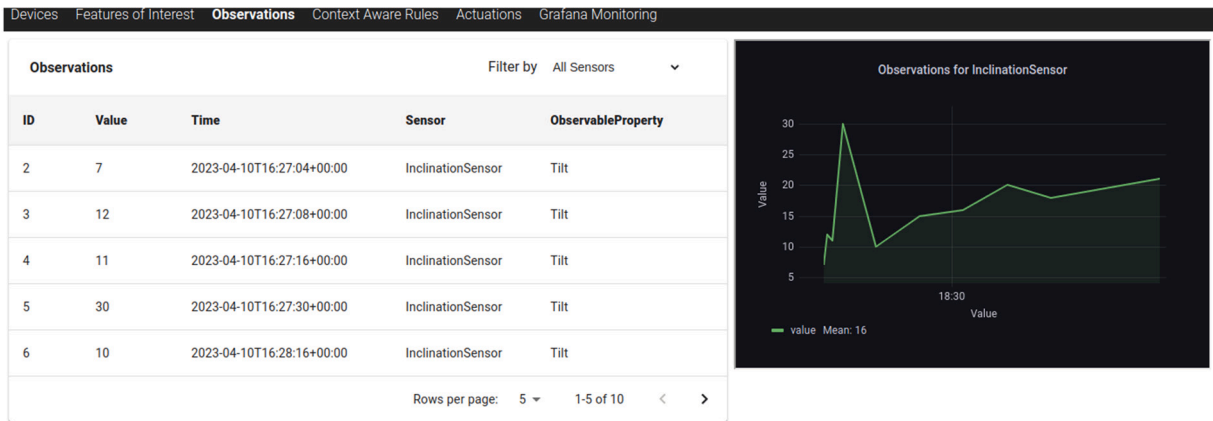 Devices Features of Interest Observations Context Aware Rules Actuations Grafana Monitoring
Observations Filter by All Sensors
ID Value Time Sensor ObservableProperty
2 7 2023-04-10T16:27:04+00:00 InclinationSensor Tilt
3 12 2023-04-10T16:27:08+00:00 InclinationSensor Tilt
4 11 2023-04-10T16:27:16+00:00 InclinationSensor Tilt
5 30 2023-04-10T16:27:30+00:00 InclinationSensor Tilt
6 10 2023-04-10T16:28:16+00:00 InclinationSensor Tilt
Rows per page: 5 1-5 of 10
Observations for InclinationSensor
30
25
20
15
10
5
Value
18:30
Value
value Mean: 16